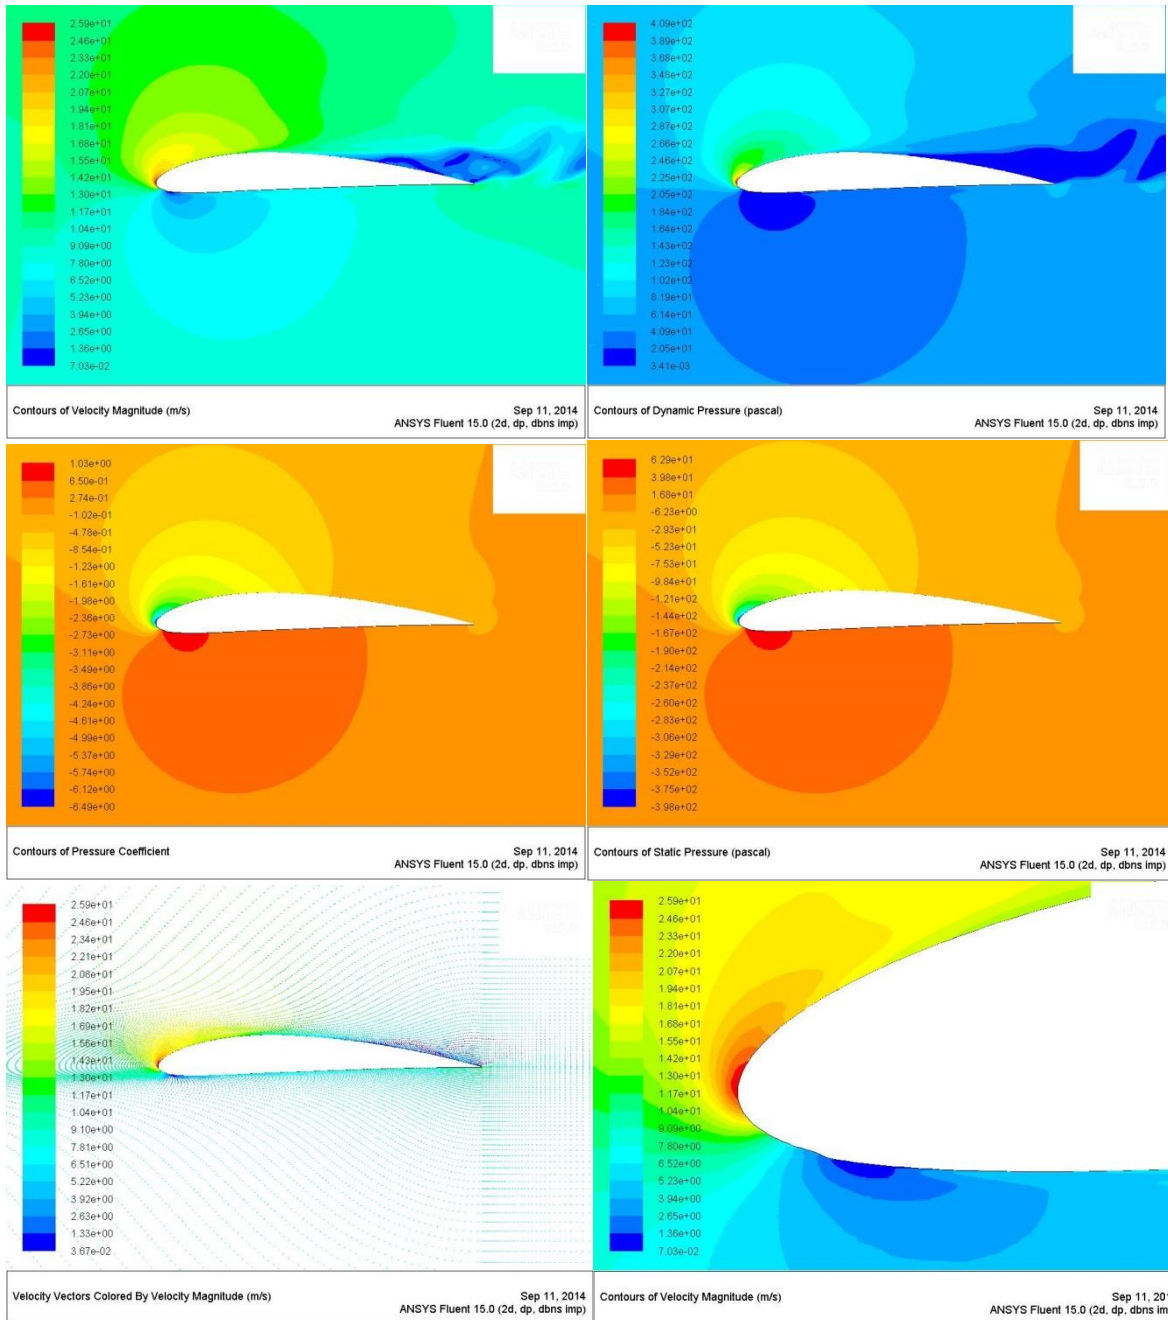 2.59e+01
2.46e+01
2.33e+01
2.20e+01
2.07e+01
1.94e+01
1.81e+01
1.68e+01
1.55e+01
1.42e+01
1.30e+01
1.17e+01
1.04e+01
9.09e+00
7.80e+00
6.52e+00
5.23e+00
3.94e+00
2.65e+00
1.36e+00
7.03e-02
Contours of Velocity Magnitude (m/s)
Sep 11, 2014
ANSYS Fluent 15.0 (2d, dp, dbns imp)
4.09e+02
3.89e+02
3.68e+02
3.48e+02
3.27e+02
3.07e+02
2.87e+02
2.66e+02
2.46e+02
2.25e+02
2.05e+02
1.84e+02
1.64e+02
1.43e+02
1.23e+02
1.02e+02
8.19e+01
6.14e+01
4.09e+01
2.05e+01
3.41e-03
Contours of Dynamic Pressure (pascal)
Sep 11, 2014
ANSYS Fluent 15.0 (2d, dp, dbns imp)
1.03e+00
6.50e-01
2.74e-01
-1.02e-01
-4.78e-01
-8.54e-01
-1.23e+00
-1.61e+00
-1.98e+00
-2.36e+00
-2.73e+00
-3.11e+00
-3.49e+00
-3.86e+00
-4.24e+00
-4.61e+00
-4.99e+00
-5.37e+00
-5.74e+00
-6.12e+00
-6.49e+00
Contours of Pressure Coefficient
Sep 11, 2014
ANSYS Fluent 15.0 (2d, dp, dbns imp)
6.29e+01
3.98e+01
1.68e+01
-6.23e+00
-2.93e+01
-5.23e+01
-7.53e+01
-9.84e+01
-1.21e+02
-1.44e+02
-1.67e+02
-1.90e+02
-2.14e+02
-2.37e+02
-2.60e+02
-2.83e+02
-3.06e+02
-3.29e+02
-3.52e+02
-3.75e+02
-3.98e+02
Contours of Static Pressure (pascal)
Sep 11, 2014
ANSYS Fluent 15.0 (2d, dp, dbns imp)
2.59e+01
2.46e+01
2.34e+01
2.21e+01
2.08e+01
1.95e+01
1.82e+01
1.69e+01
1.56e+01
1.43e+01
1.30e+01
1.17e+01
1.04e+01
9.10e+00
7.81e+00
6.51e+00
5.22e+00
3.92e+00
2.63e+00
1.33e+00
3.67e-02
Velocity Vectors Colored By Velocity Magnitude (m/s)
Sep 11, 2014
ANSYS Fluent 15.0 (2d, dp, dbns imp)
2.59e+01
2.46e+01
2.33e+01
2.20e+01
2.07e+01
1.94e+01
1.81e+01
1.68e+01
1.55e+01
1.42e+01
1.30e+01
1.17e+01
1.04e+01
9.09e+00
7.80e+00
6.52e+00
5.23e+00
3.94e+00
2.65e+00
1.36e+00
7.03e-02
Contours of Velocity Magnitude (m/s)
Sep 11, 201
ANSYS Fluent 15.0 (2d, dp, dbns im